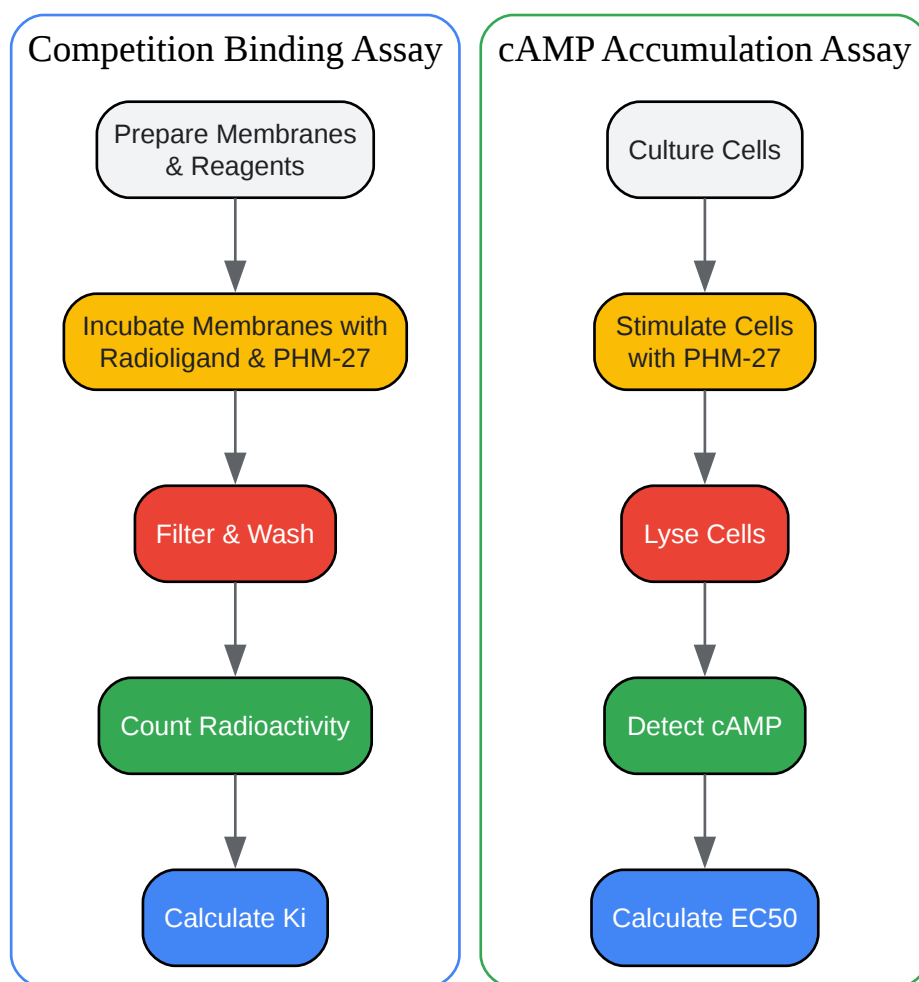 Competition Binding Assay
Prepare Membranes
& Reagents
Incubate Membranes with
Radioligand & PHM-27
Filter & Wash
Count Radioactivity
Calculate Ki
cAMP Accumulation Assay
Culture Cells
Stimulate Cells
with PHM-27
Lyse Cells
Detect cAMP
Calculate EC50